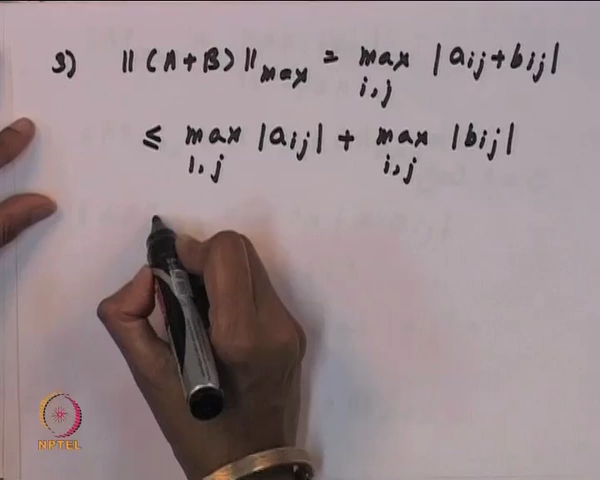 3) || (A+B) ||max = max i,j |aij+bij|
≤ max i,j |aij| + max i,j |bij|
NPTEL